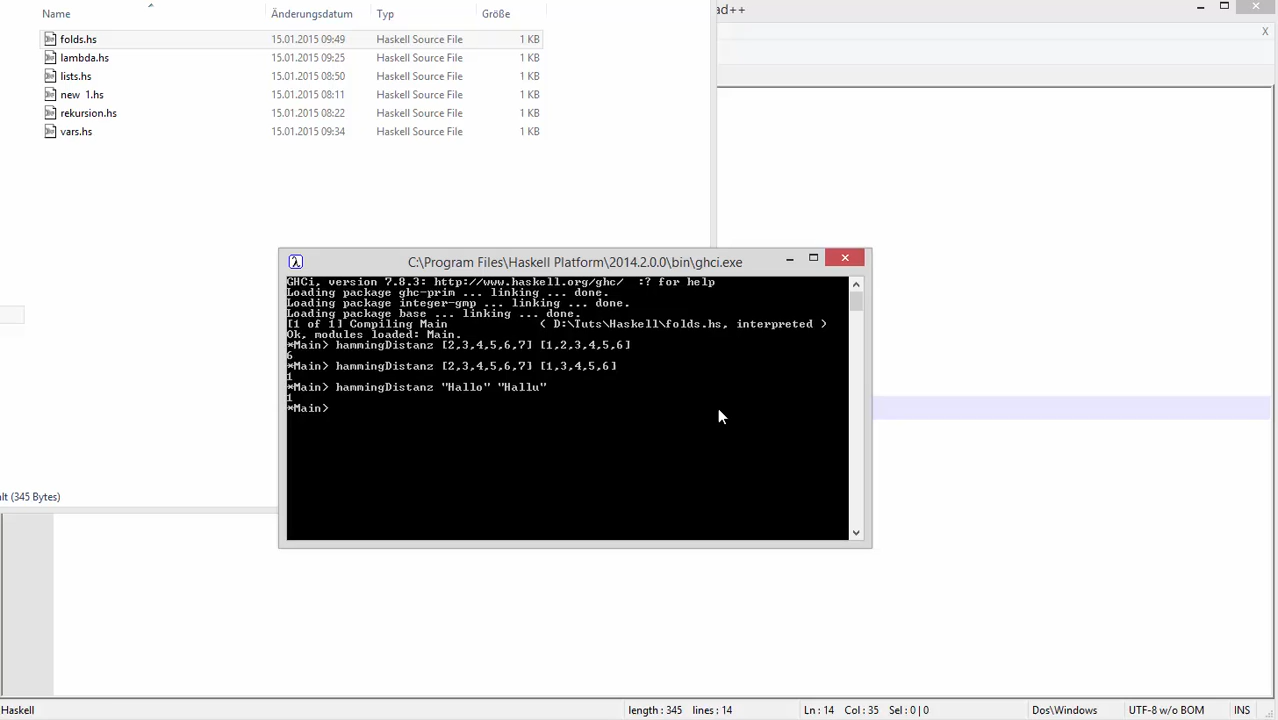 Name Änderungsdatum Typ Größe
folds.hs 15.01.2015 09:49 Haskell Source File 1 KB
lambda.hs 15.01.2015 09:25 Haskell Source File 1 KB
lists.hs 15.01.2015 08:50 Haskell Source File 1 KB
new 1.hs 15.01.2015 08:11 Haskell Source File 1 KB
rekursion.hs 15.01.2015 08:22 Haskell Source File 1 KB
vars.hs 15.01.2015 09:34 Haskell Source File 1 KB
ad++
X
C:\Program Files\Haskell Platform\2014.2.0.0\bin\ghci.exe
GHCi, version 7.8.3: http://www.haskell.org/ghc/  :? for help
Loading package ghc-prim ... linking ... done.
Loading package integer-gmp ... linking ... done.
Loading package base ... linking ... done.
[1 of 1] Compiling Main ( D:\Tuts\Haskell\folds.hs, interpreted )
Ok, modules loaded: Main.
*Main> hammingDistanz [2,3,4,5,6,7] [1,2,3,4,5,6]
6
*Main> hammingDistanz [2,3,4,5,6,7] [1,3,4,5,6]
1
*Main> hammingDistanz "Hallo" "Hallu"
1
*Main>
lt (345 Bytes)
Haskell length : 345 lines : 14 Ln : 14 Col : 35 Sel : 0 | 0 Dos\Windows UTF-8 w/o BOM INS